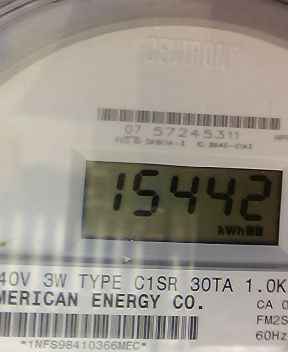 CENTRON®
07 57245311
15442
kWh
40V 3W TYPE C1SR 30TA 1.0K
MERICAN ENERGY CO.
CA 0
FM2S
60Hz
*1NFS98410366MEC*